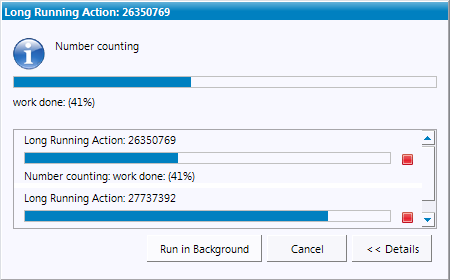 Long Running Action: 26350769
Number counting
work done: (41%)
Long Running Action: 26350769
Number counting: work done: (41%)
Long Running Action: 27737392
Run in Background
Cancel
<< Details